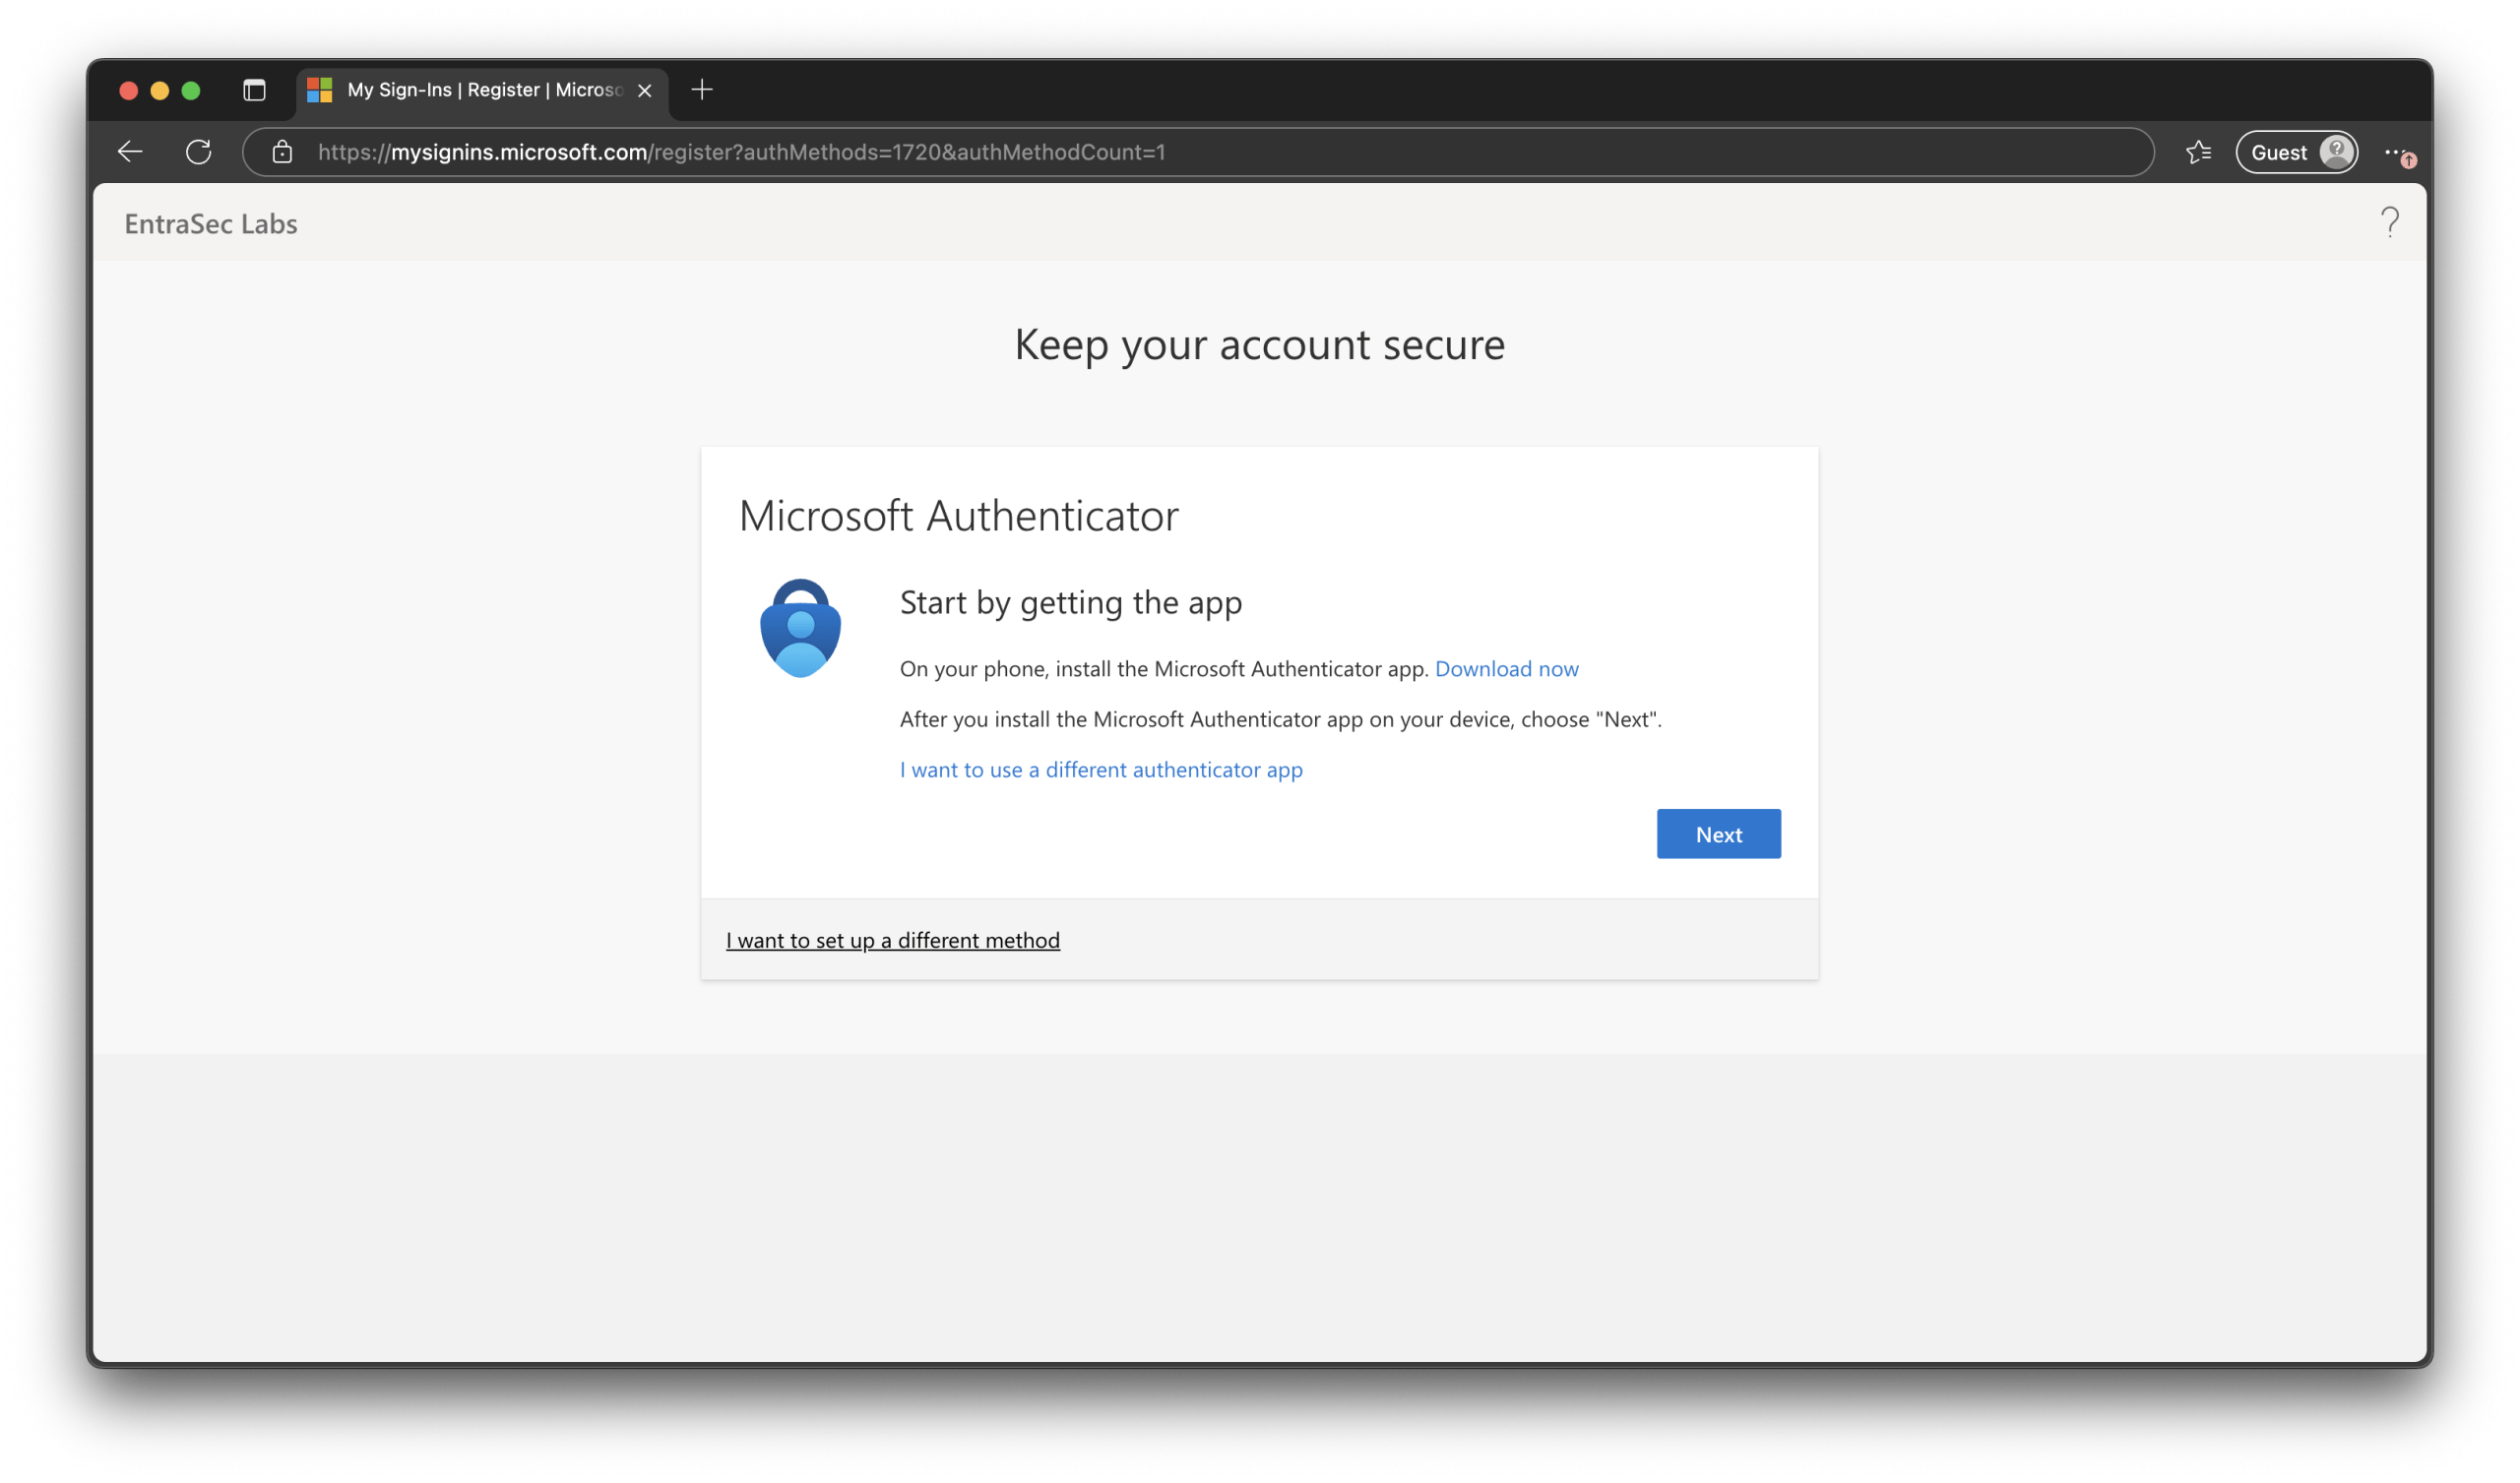 My Sign-Ins | Register | Micros
https://mysignins.microsoft.com/register?authMethods=1720&authMethodCount=1
Guest
EntraSec Labs
Keep your account secure
Microsoft Authenticator
Start by getting the app
On your phone, install the Microsoft Authenticator app. Download now
After you install the Microsoft Authenticator app on your device, choose "Next".
I want to use a different authenticator app
Next
I want to set up a different method